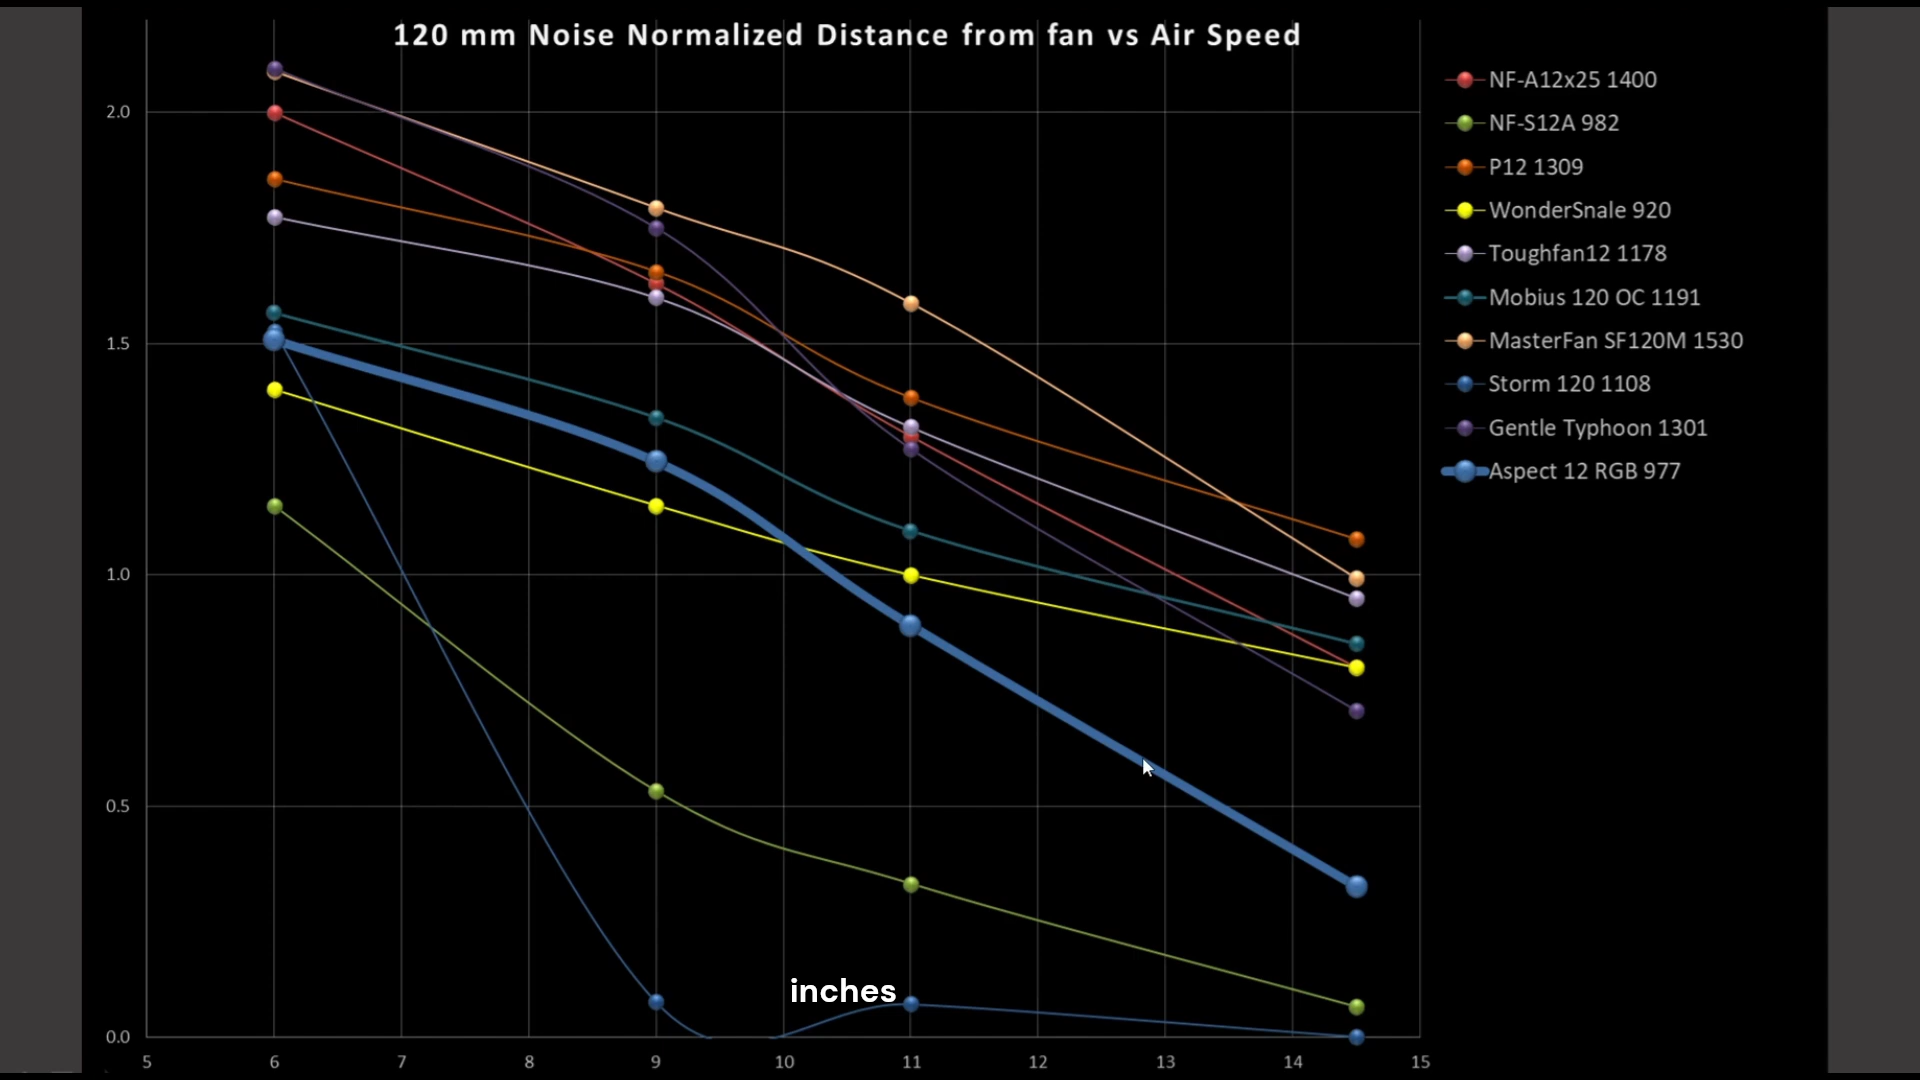 120 mm Noise Normalized Distance from fan vs Air Speed
2.0
1.5
1.0
0.5
0.0
5 6 7 8 9 10 11 12 13 14 15
inches
NF-A12x25 1400
NF-S12A 982
P12 1309
WonderSnale 920
Toughfan12 1178
Mobius 120 OC 1191
MasterFan SF120M 1530
Storm 120 1108
Gentle Typhoon 1301
Aspect 12 RGB 977